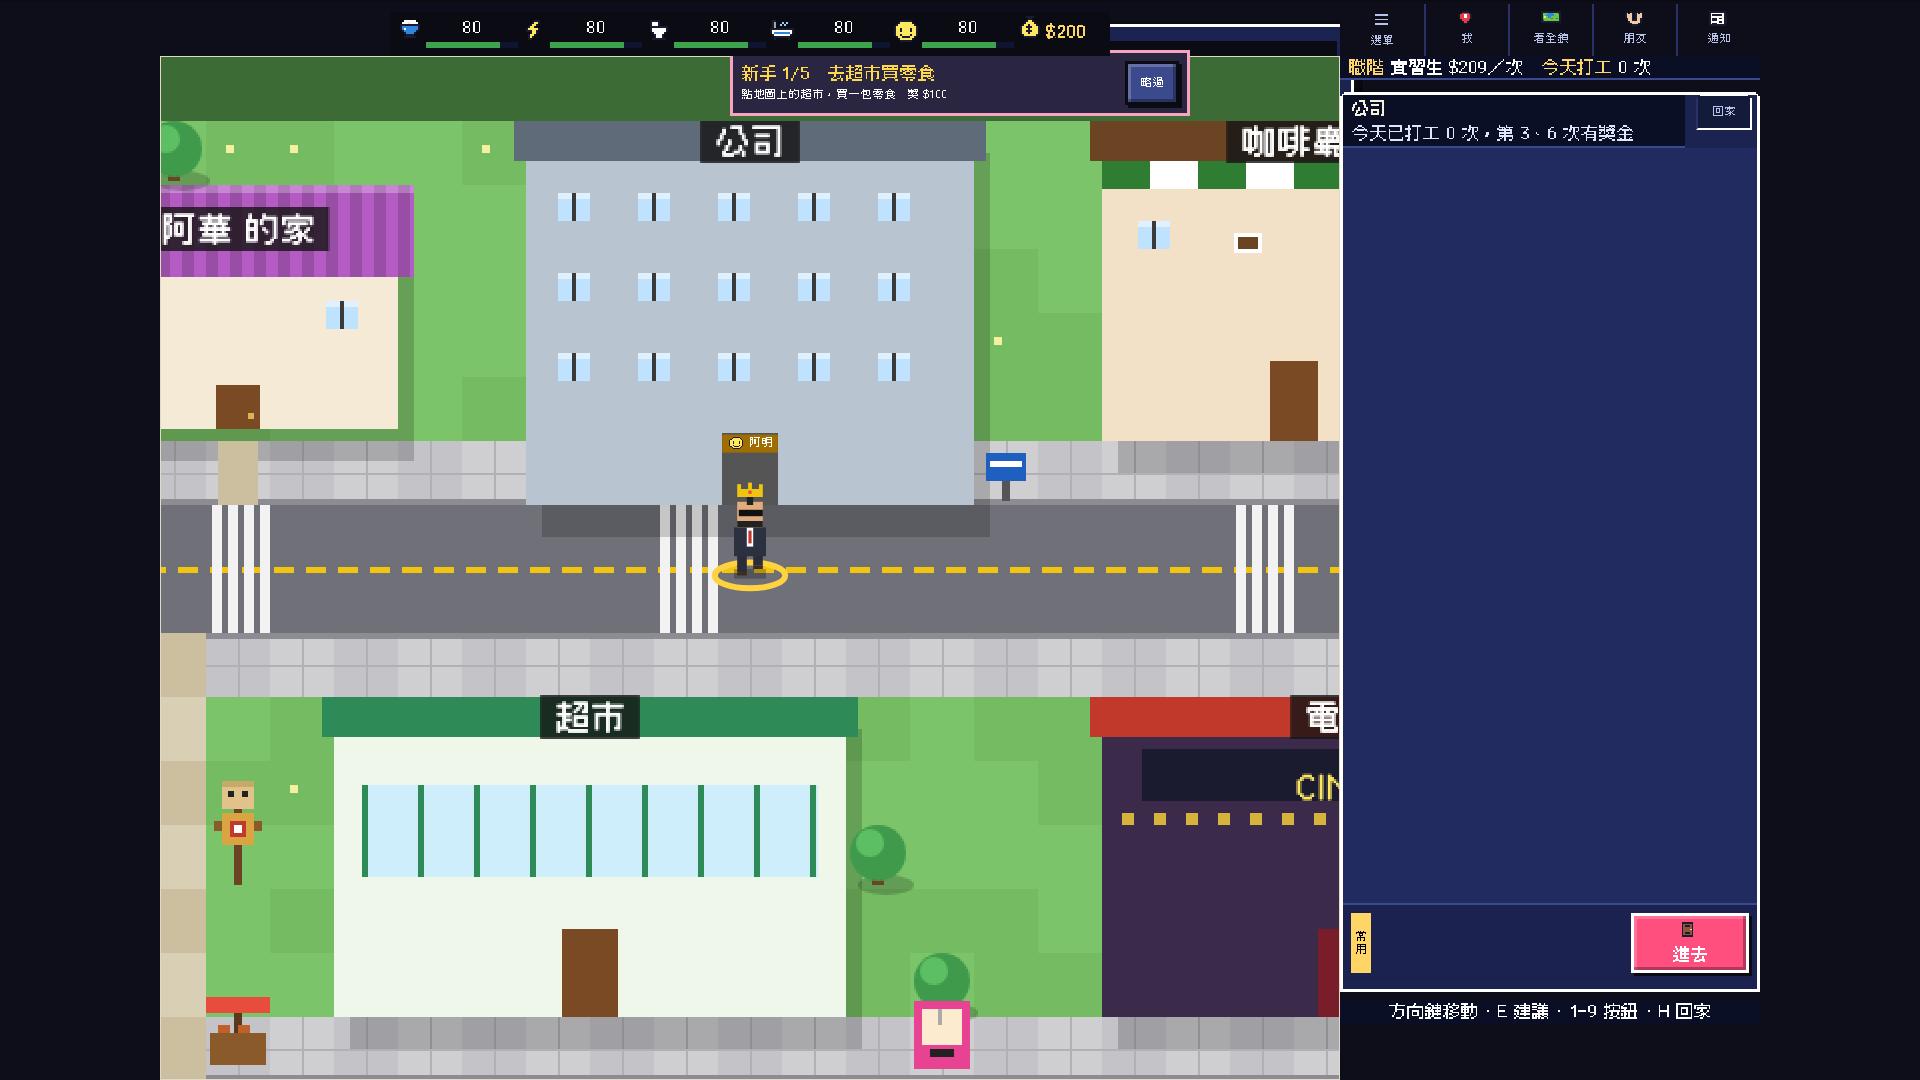 80 80 80 80 80 $200
選單 我 看全鎮 朋友 通知
新手 1/5 去超市買零食
點地圖上的超市,買一包零食 獎 $100
略過
職階 實習生 $209/次 今天打工 0 次
公司
今天已打工 0 次,第 3、6 次有獎金
回家
公司
阿華 的家
阿明
超市
CIN
常用
進去
方向鍵移動 · E 建議 · 1-9 按鈕 · H 回家